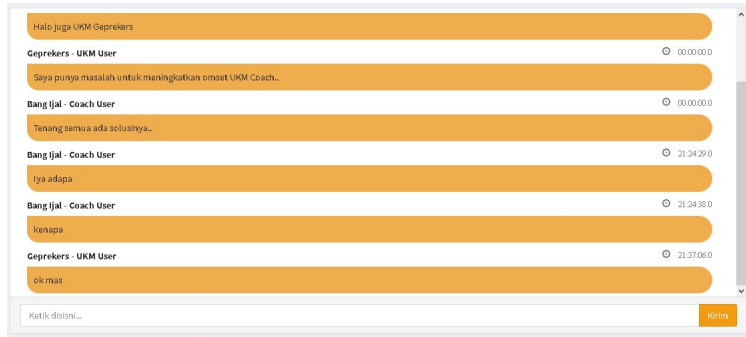 Halo juga UKM Geprekers
Geprekers - UKM User 00:00:00.0
Saya punya masalah untuk meningkatkan omset UKM Coach..
Bang Ijal - Coach User 00:00:00.0
Tenang semua ada solusinya..
Bang Ijal - Coach User 21:24:29.0
Iya adapa
Bang Ijal - Coach User 21:24:38.0
kenapa
Geprekers - UKM User 21:37:06.0
ok mas
Ketik disisni.... Kirim